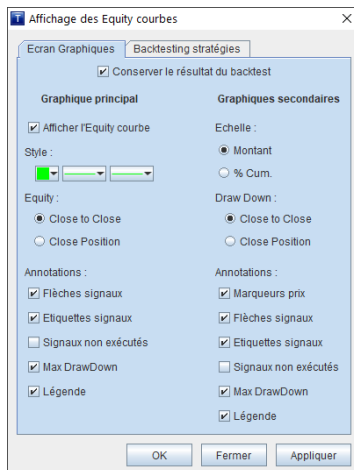 Affichage des Equity courbes
Ecran Graphiques
Backtesting stratégies
Conserver le résultat du backtest
Graphique principal
Afficher l'Equity courbe
Style :
Equity :
Close to Close
Close Position
Annotations :
Flèches signaux
Etiquettes signaux
Signaux non exécutés
Max DrawDown
Légende
Graphiques secondaires
Echelle :
Montant
% Cum.
Draw Down :
Close to Close
Close Position
Annotations :
Marqueurs prix
Flèches signaux
Etiquettes signaux
Signaux non exécutés
Max DrawDown
Légende
OK
Fermer
Appliquer